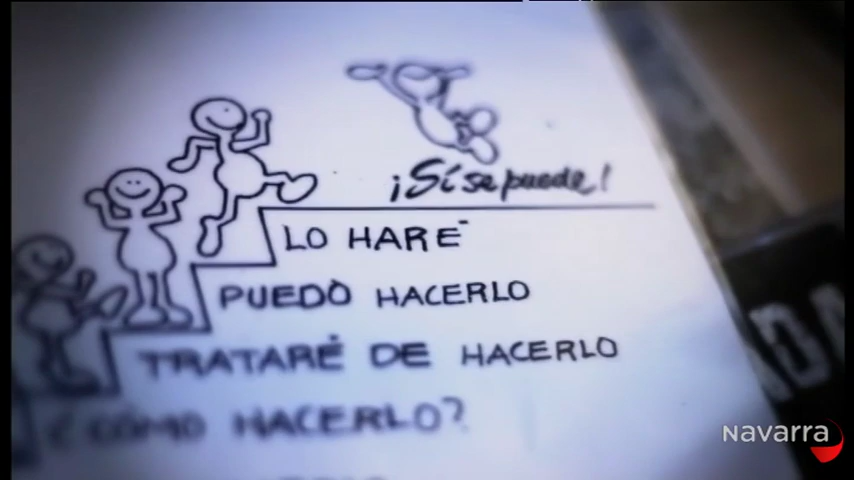 ¡Sí se puede!
LO HARÉ
PUEDO HACERLO
TRATARÉ DE HACERLO
¿CÓMO HACERLO?
Navarra